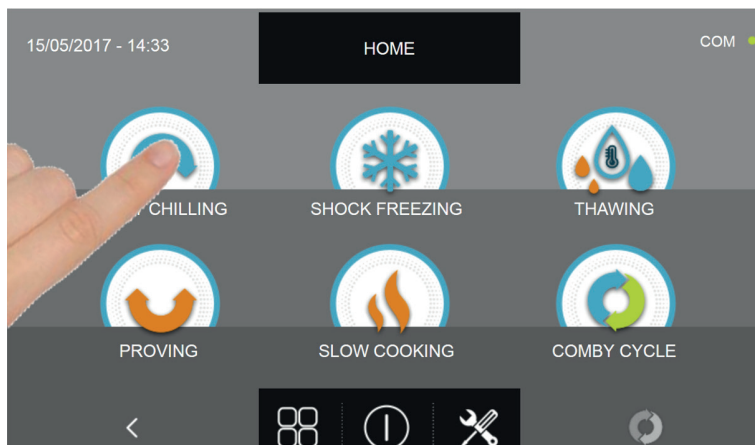 15/05/2017 - 14:33
HOME
COM
CHILLING
SHOCK FREEZING
THAWING
PROVING
SLOW COOKING
COMBY CYCLE